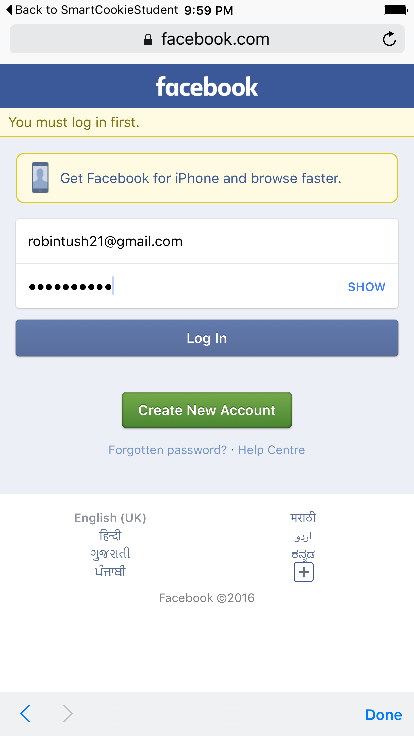 Back to SmartCookieStudent 9:59 PM
facebook.com
facebook
You must log in first.
Get Facebook for iPhone and browse faster.
robintush21@gmail.com
●●●●●●●●●● SHOW
Log In
Create New Account
Forgotten password? · Help Centre
English (UK) मराठी
हिन्दी اردو
ગુજરાતી ಕನ್ನಡ
ਪੰਜਾਬੀ
Facebook ©2016
Done